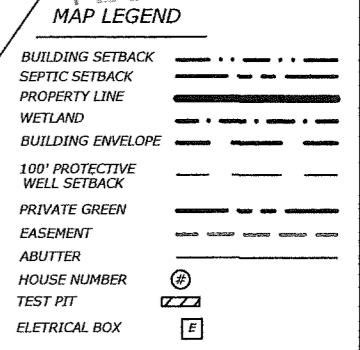 MAP LEGEND
BUILDING SETBACK
SEPTIC SETBACK
PROPERTY LINE
WETLAND
BUILDING ENVELOPE
100' PROTECTIVE
WELL SETBACK
PRIVATE GREEN
EASEMENT
ABUTTER
HOUSE NUMBER #
TEST PIT
ELETRICAL BOX E